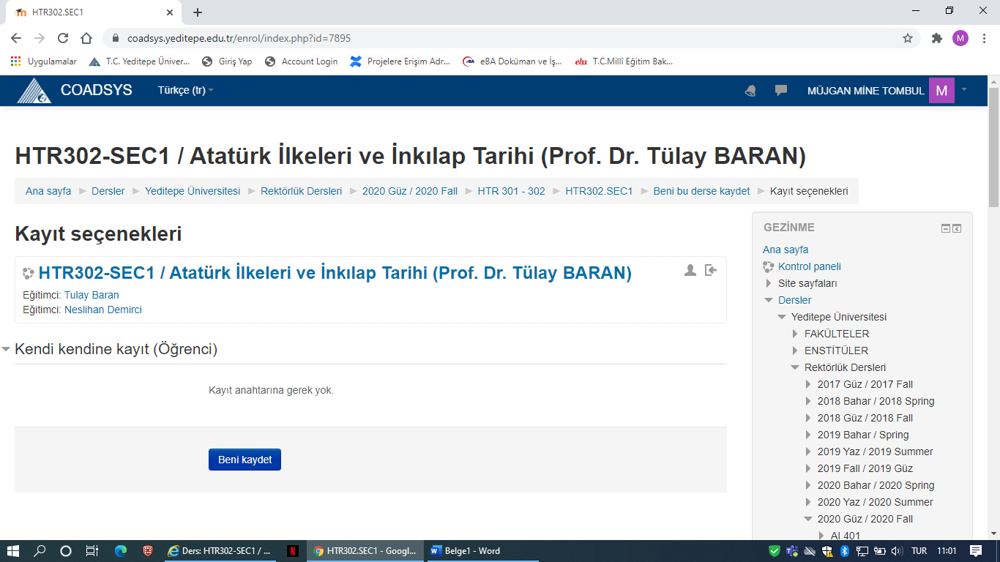 HTR302.SEC1
coadsys.yeditepe.edu.tr/enrol/index.php?id=7895
M
Uygulamalar T.C. Yeditepe Üniver... Giriş Yap Account Login Projelere Erişim Adr... eBA Doküman ve İş... T.C.Millî Eğitim Bak...
COADSYS Türkçe (tr) MÜJGAN MİNE TOMBUL M
HTR302-SEC1 / Atatürk İlkeleri ve İnkılap Tarihi (Prof. Dr. Tülay BARAN)
Ana sayfa Dersler Yeditepe Üniversitesi Rektörlük Dersleri 2020 Güz / 2020 Fall HTR 301 - 302 HTR302.SEC1 Beni bu derse kaydet Kayıt seçenekleri
Kayıt seçenekleri
HTR302-SEC1 / Atatürk İlkeleri ve İnkılap Tarihi (Prof. Dr. Tülay BARAN)
Eğitimci: Tulay Baran
Eğitimci: Neslihan Demirci
Kendi kendine kayıt (Öğrenci)
Kayıt anahtarına gerek yok.
Beni kaydet
GEZİNME
Ana sayfa
Kontrol paneli
Site sayfaları
Dersler
Yeditepe Üniversitesi
FAKÜLTELER
ENSTİTÜLER
Rektörlük Dersleri
2017 Güz / 2017 Fall
2018 Bahar / 2018 Spring
2018 Güz / 2018 Fall
2019 Bahar / Spring
2019 Yaz / 2019 Summer
2019 Fall / 2019 Güz
2020 Bahar / 2020 Spring
2020 Yaz / 2020 Summer
2020 Güz / 2020 Fall
AI 401
Ders: HTR302-SEC1 / ... N HTR302.SEC1 - Googl... Belge1 - Word TUR 11:01